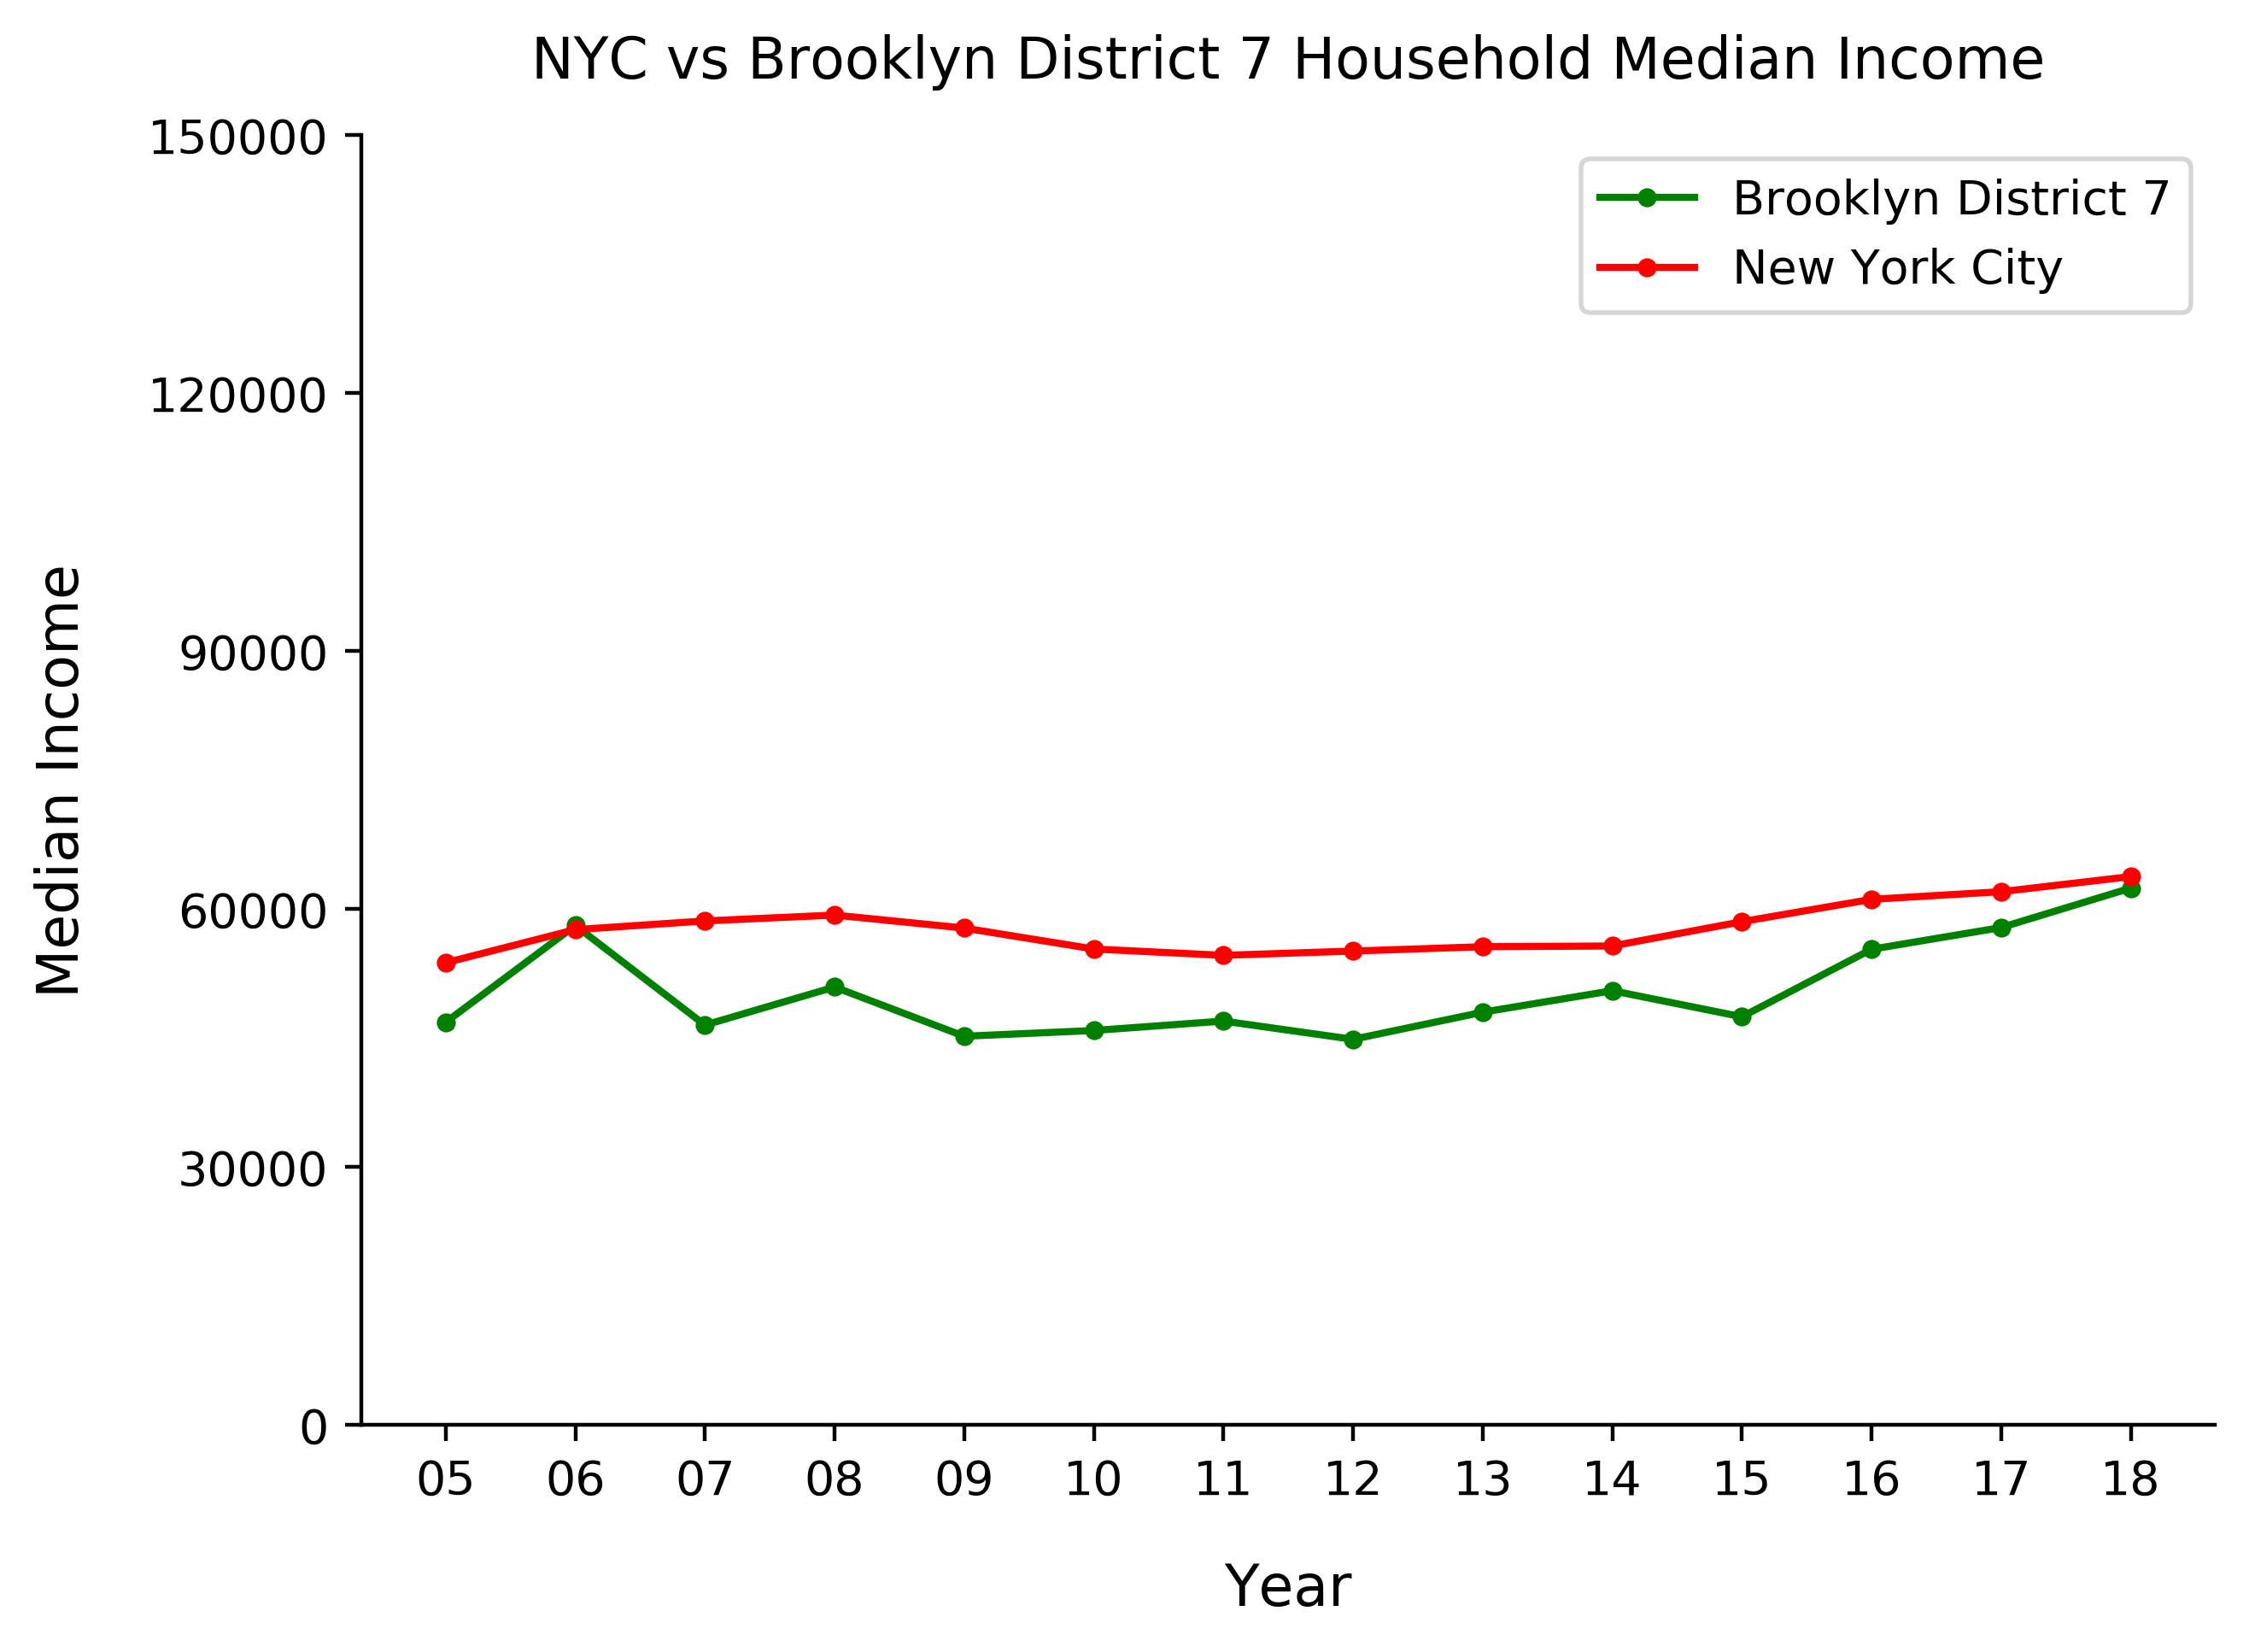 NYC vs Brooklyn District 7 Household Median Income
150000
120000
90000
60000
30000
0
Median Income
Brooklyn District 7
New York City
05 06 07 08 09 10 11 12 13 14 15 16 17 18
Year